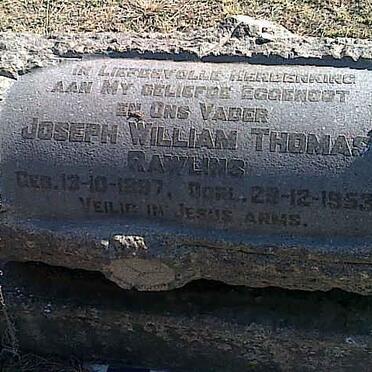 IN LIEFDEVOLLE HERDENKING
AAN MY GELIEFDE EGGENOOT
EN ONS VADER
JOSEPH WILLIAM THOMAS
RAWLINS
GEB. 13-10-1887, OORL. 29-12-1953
VEILIG IN JESUS ARMS.